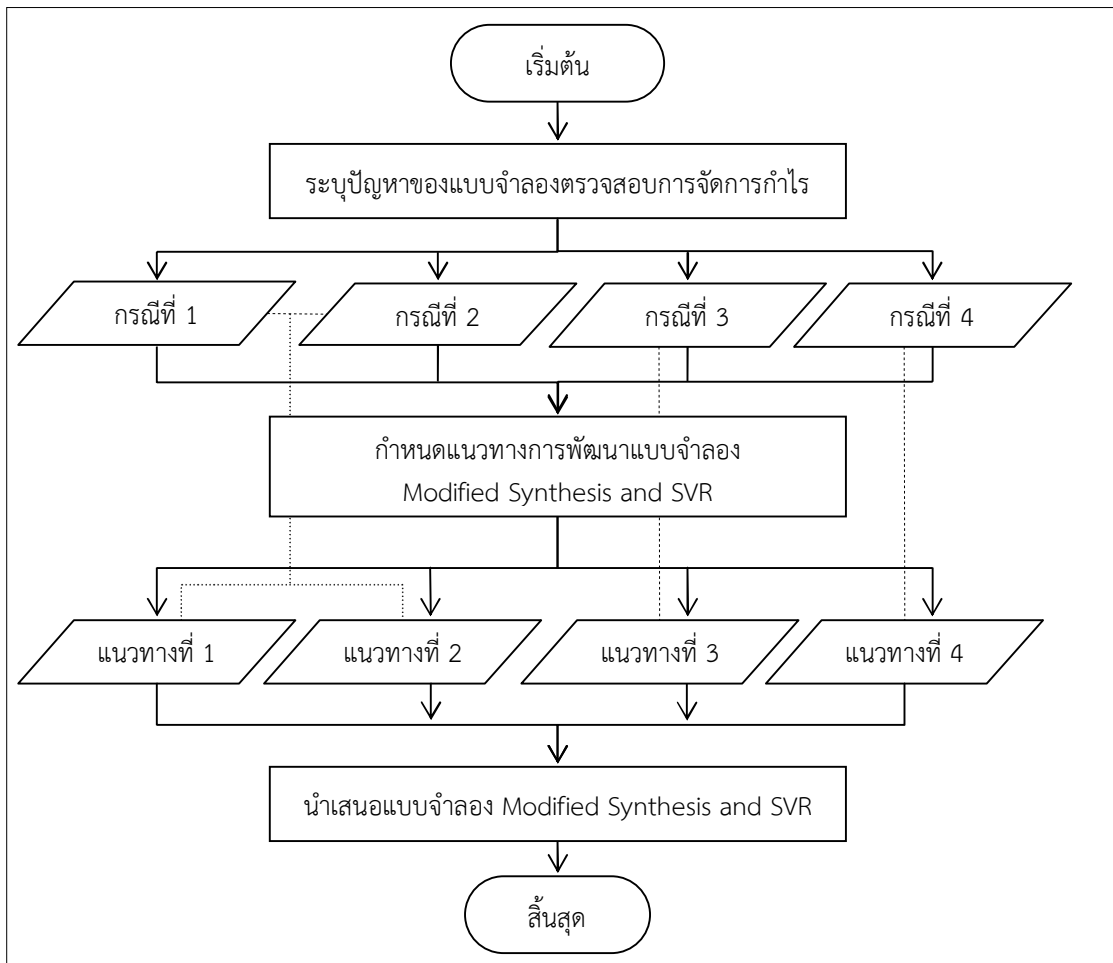 เริ่มต้น
ระบุปัญหาของแบบจำลองตรวจสอบการจัดการกำไร
กรณีที่ 1
กรณีที่ 2
กรณีที่ 3
กรณีที่ 4
กำหนดแนวทางการพัฒนาแบบจำลอง
Modified Synthesis and SVR
แนวทางที่ 1
แนวทางที่ 2
แนวทางที่ 3
แนวทางที่ 4
นำเสนอแบบจำลอง Modified Synthesis and SVR
สิ้นสุด